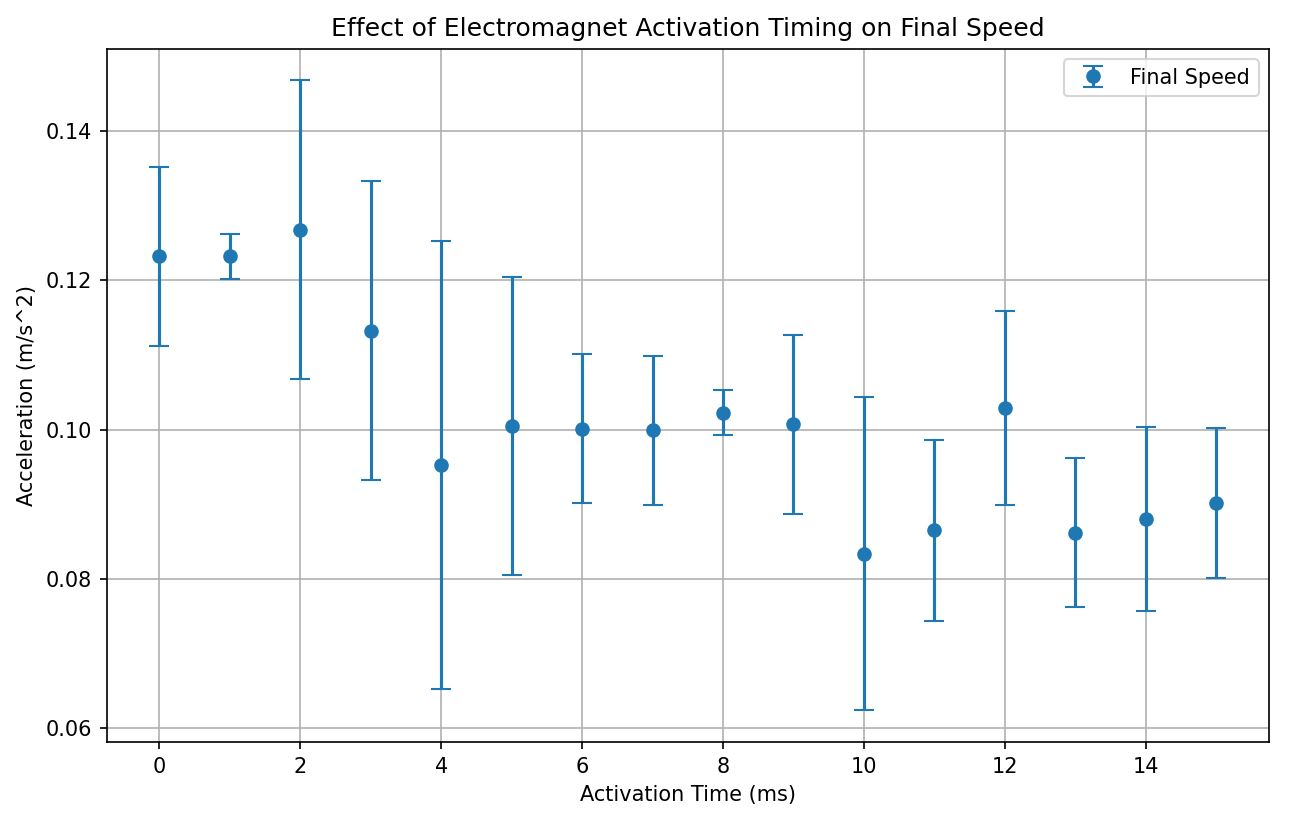 Effect of Electromagnet Activation Timing on Final Speed
Final Speed
Acceleration (m/s^2)
0.14
0.12
0.10
0.08
0.06
0 2 4 6 8 10 12 14
Activation Time (ms)